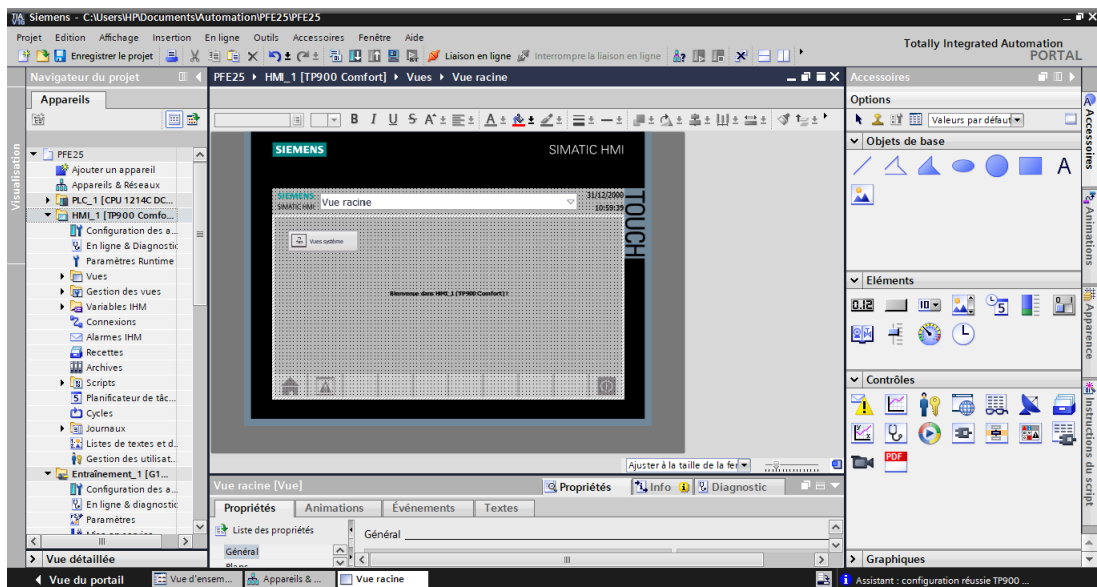 Siemens - C:\Users\HP\Documents\Automation\PFE25\PFE25
Projet Edition Affichage Insertion En ligne Outils Accessoires Fenêtre Aide
Enregistrer le projet
Liaison en ligne
Interrompre la liaison en ligne
Totally Integrated Automation
PORTAL
Navigateur du projet
PFE25 HMI_1 [TP900 Comfort] Vues Vue racine
Accessoires
Appareils
Options
Valeurs par défaut
B I U S A
Visualisation
PFE25
Ajouter un appareil
Appareils & Réseaux
PLC_1 [CPU 1214C DC...
HMI_1 [TP900 Comfo...
Configuration des a...
En ligne & Diagnostic
Paramètres Runtime
Vues
Gestion des vues
Variables IHM
Connexions
Alarmes IHM
Recettes
Archives
Scripts
Planificateur de tâc...
Cycles
Journaux
Listes de textes et d...
Gestion des utilisat...
Entraînement_1 [G1...
Configuration des a...
En ligne & diagnostic
Paramètres
Vue détaillée
SIEMENS
SIMATIC HMI
SIEMENS
SIMATIC HMI
Vue racine
31/12/2000
10:59:39
TOUCH
Vues système
Bienvenue dans HMI_1 (TP900 Comfort) !
Ajuster à la taille de la fe
Vue racine [Vue]
Propriétés
Info
Diagnostic
Propriétés Animations Événements Textes
Liste des propriétés
Général
Général
Objets de base
A
Eléments
Contrôles
PDF
Graphiques
Accessoires
Animations
Apparence
Instructions du script
Vue du portail
Vue d'ensem...
Appareils & ...
Vue racine
Assistant : configuration réussie TP900 ...